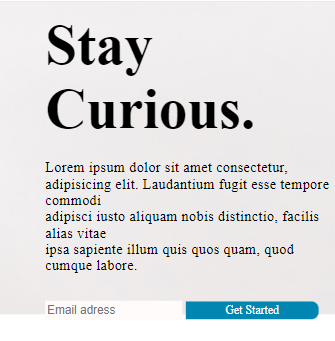 Stay
Curious.
Lorem ipsum dolor sit amet consectetur,
adipisicing elit. Laudantium fugit esse tempore
commodi
adipisci iusto aliquam nobis distinctio, facilis
alias vitae
ipsa sapiente illum quis quos quam, quod
cumque labore.
Email adress Get Started